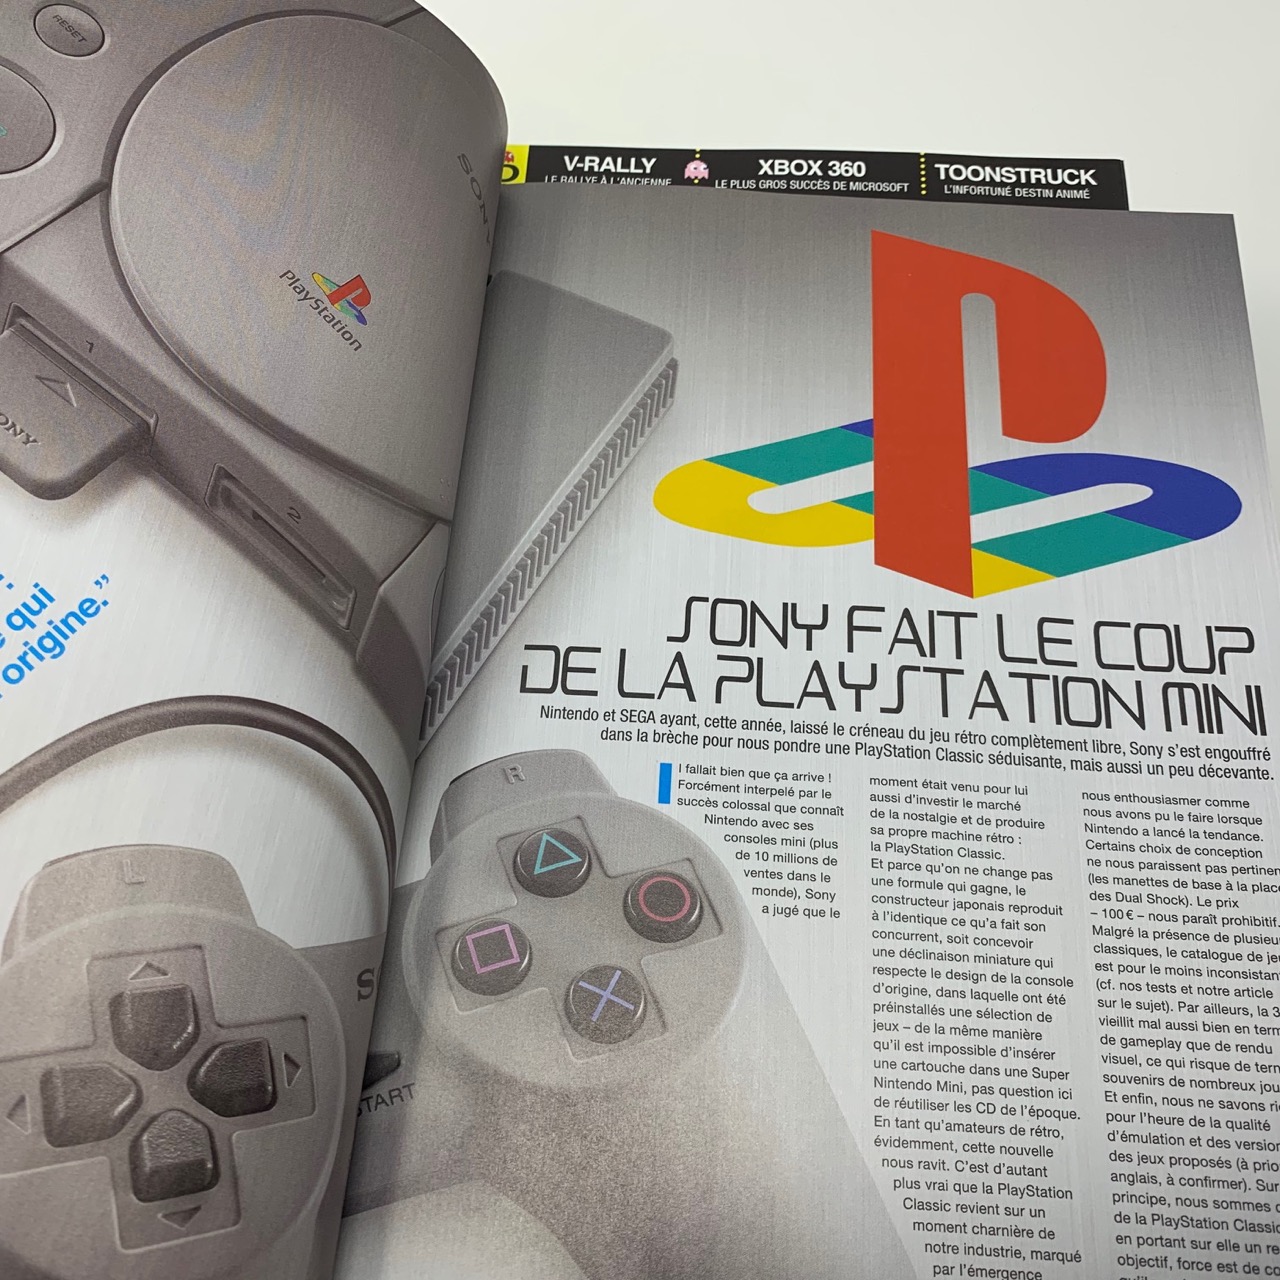 RESET
SONY
PlayStation
1
SONY
2
qui
origine.”
L
START
V-RALLY
LE RALLYE À L'ANCIENNE
XBOX 360
LE PLUS GROS SUCCÈS DE MICROSOFT
TOONSTRUCK
L'INFORTUNÉ DESTIN ANIMÉ
SONY FAIT LE COUP
DE LA PLAYSTATION MINI
Nintendo et SEGA ayant, cette année, laissé le créneau du jeu rétro complètement libre, Sony s'est engouffré
dans la brèche pour nous pondre une PlayStation Classic séduisante, mais aussi un peu décevante.
R
Il fallait bien que ça arrive !
Forcément interpelé par le
succès colossal que connaît
Nintendo avec ses
consoles mini (plus
de 10 millions de
ventes dans le
monde), Sony
a jugé que le
moment était venu pour lui
aussi d'investir le marché
de la nostalgie et de produire
sa propre machine rétro :
la PlayStation Classic.
Et parce qu'on ne change pas
une formule qui gagne, le
constructeur japonais reproduit
à l'identique ce qu'a fait son
concurrent, soit concevoir
une déclinaison miniature qui
respecte le design de la console
d'origine, dans laquelle ont été
préinstallés une sélection de
jeux – de la même manière
qu'il est impossible d'insérer
une cartouche dans une Super
Nintendo Mini, pas question ici
de réutiliser les CD de l'époque.
En tant qu'amateurs de rétro,
évidemment, cette nouvelle
nous ravit. C'est d'autant
plus vrai que la PlayStation
Classic revient sur un
moment charnière de
notre industrie, marqué
par l'émergence
nous enthousiasmer comme
nous avons pu le faire lorsque
Nintendo a lancé la tendance.
Certains choix de conception
ne nous paraissent pas pertinen
(les manettes de base à la place
des Dual Shock). Le prix
– 100 € – nous paraît prohibitif.
Malgré la présence de plusieu
classiques, le catalogue de je
est pour le moins inconsistan
(cf. nos tests et notre article
sur le sujet). Par ailleurs, la 3
vieillit mal aussi bien en term
de gameplay que de rendu
visuel, ce qui risque de tern
souvenirs de nombreux jou
Et enfin, nous ne savons ri
pour l'heure de la qualité
d'émulation et des version
des jeux proposés (à prio
anglais, à confirmer). Sur
principe, nous sommes
de la PlayStation Classic
en portant sur elle un re
objectif, force est de co